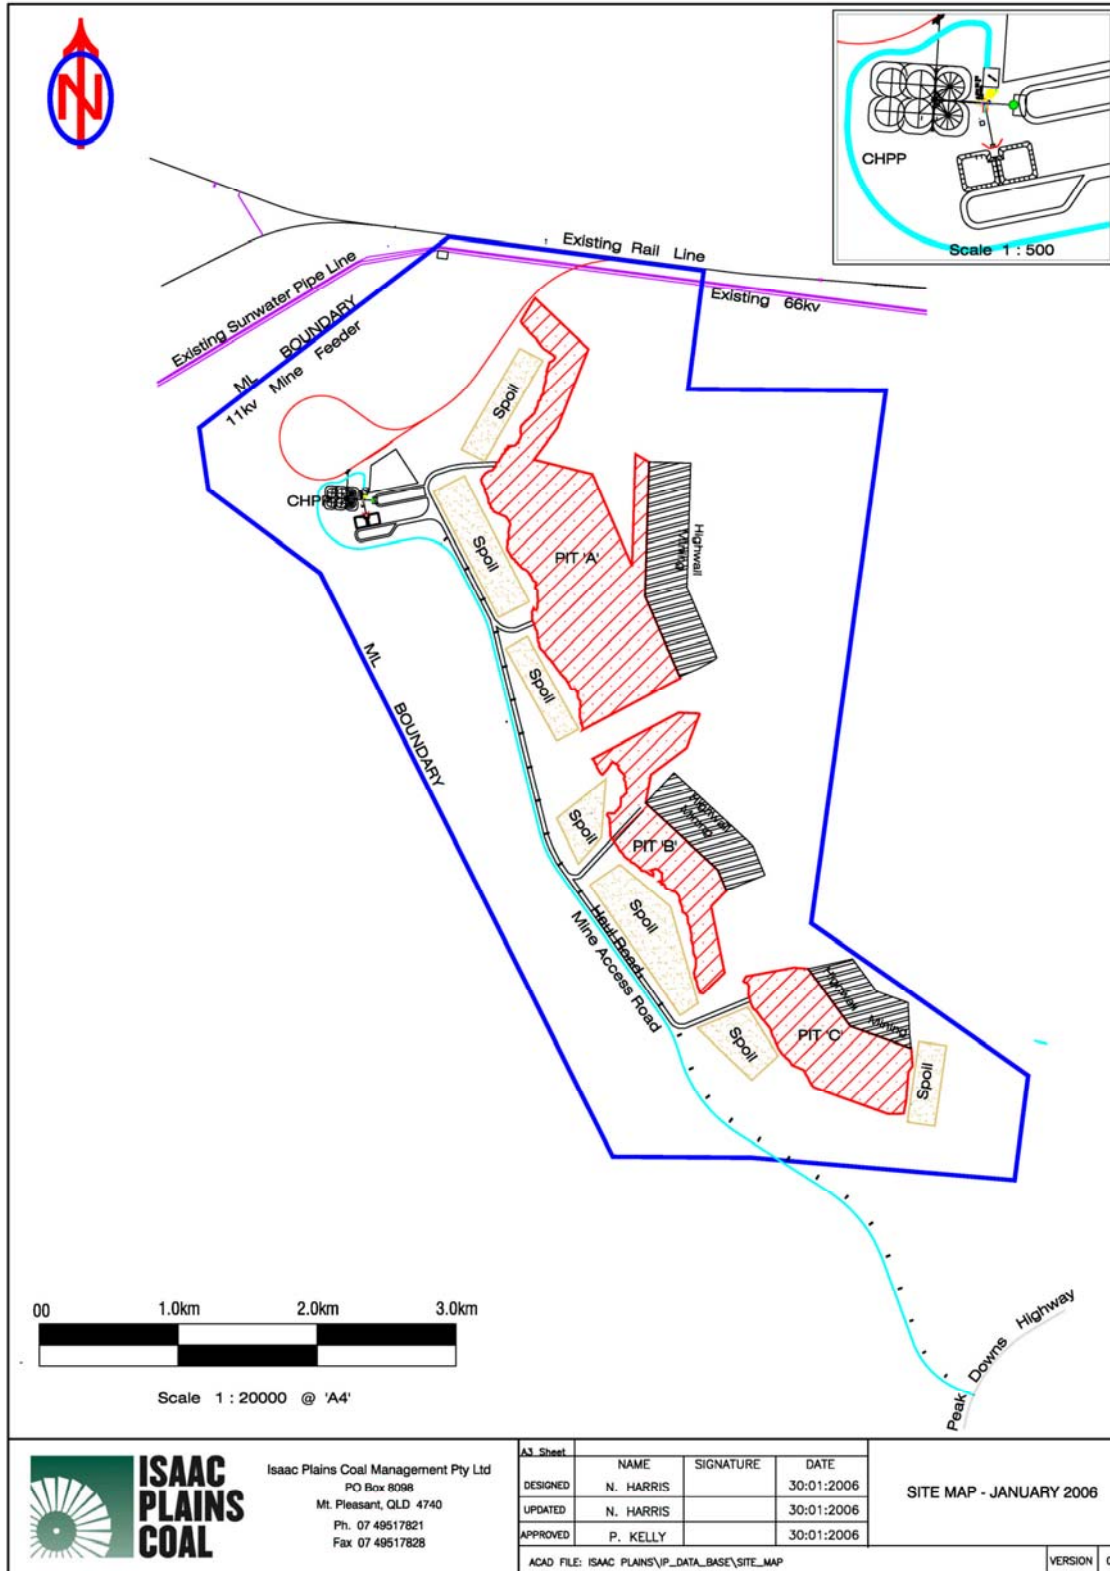 N
CHPP
Scale 1 : 500
Existing Rail Line
Existing 66kv
Existing Sunwater Pipe Line
ML BOUNDARY
11kv Mine Feeder
Spoil
CHPP
Spoil
PIT 'A'
Highwall
Mining
Spoil
ML BOUNDARY
Spoil
PIT 'B'
Highwall
Mining
Spoil
Haul Road
Mine Access Road
Spoil
PIT 'C'
Highwall Mining
Spoil
Peak Downs Highway
00 1.0km 2.0km 3.0km
Scale 1 : 20000 @ 'A4'
ISAAC
PLAINS
COAL
Isaac Plains Coal Management Pty Ltd
PO Box 8098
Mt. Pleasant, QLD 4740
Ph. 07 49517821
Fax 07 49517828
A3 Sheet
NAME SIGNATURE DATE
DESIGNED N. HARRIS 30:01:2006
UPDATED N. HARRIS 30:01:2006
APPROVED P. KELLY 30:01:2006
ACAD FILE: ISAAC PLAINS\IP_DATA_BASE\SITE_MAP
SITE MAP - JANUARY 2006
VERSION